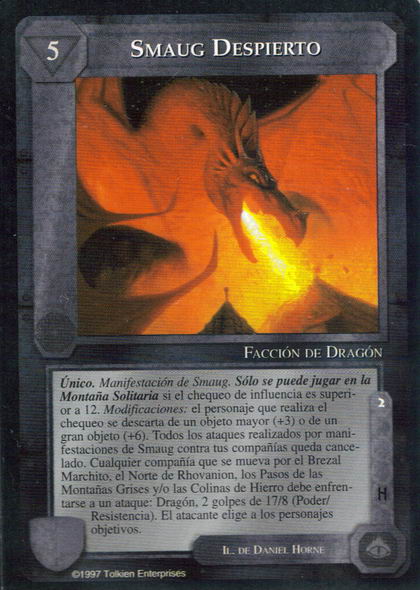 5
SMAUG DESPIERTO
FACCIÓN DE DRAGÓN
Único. Manifestación de Smaug. Sólo se puede jugar en la
Montaña Solitaria si el chequeo de influencia es superi-
or a 12. Modificaciones: el personaje que realiza el
chequeo se descarta de un objeto mayor (+3) o de un
gran objeto (+6). Todos los ataques realizados por mani-
festaciones de Smaug contra tus compañías queda cance-
lado. Cualquier compañía que se mueva por el Brezal
Marchito, el Norte de Rhovanion, los Pasos de las
Montañas Grises y/o las Colinas de Hierro debe enfren-
tarse a un ataque: Dragón, 2 golpes de 17/8 (Poder/
Resistencia). El atacante elige a los personajes
objetivos.
2
H
IL. DE DANIEL HORNE
©1997 Tolkien Enterprises